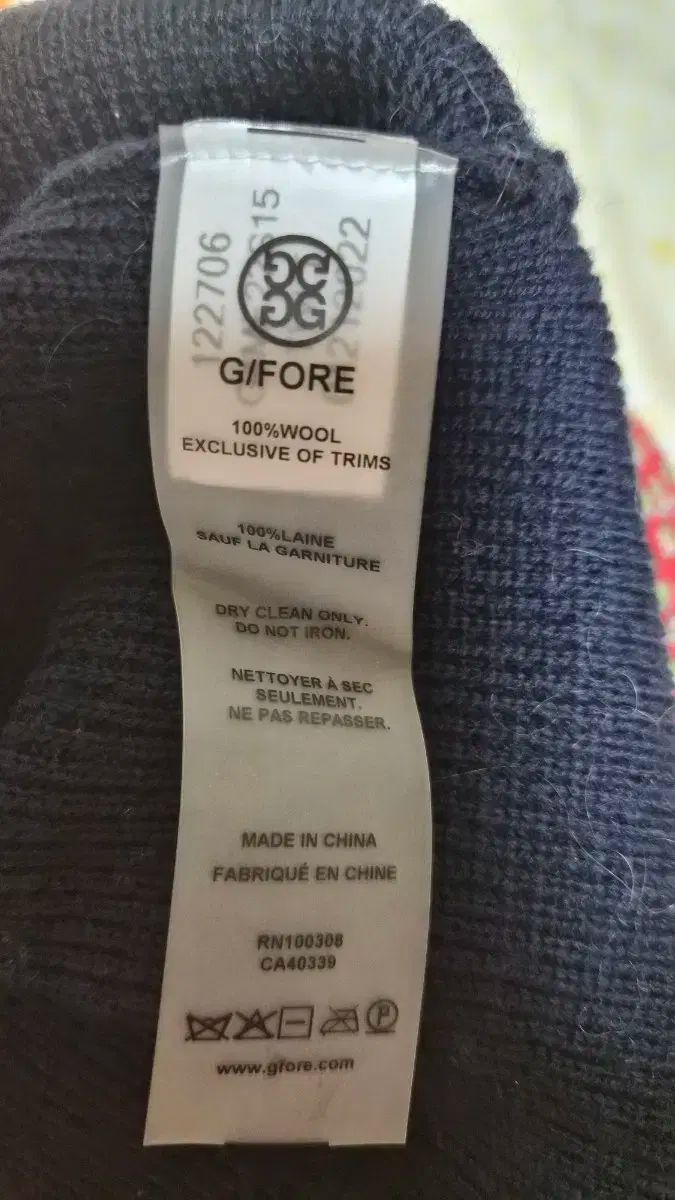 122706
G/FORE
100%WOOL
EXCLUSIVE OF TRIMS
100%LAINE
SAUF LA GARNITURE
DRY CLEAN ONLY.
DO NOT IRON.
NETTOYER À SEC
SEULEMENT.
NE PAS REPASSER.
MADE IN CHINA
FABRIQUÉ EN CHINE
RN100308
CA40339
P
www.gfore.com